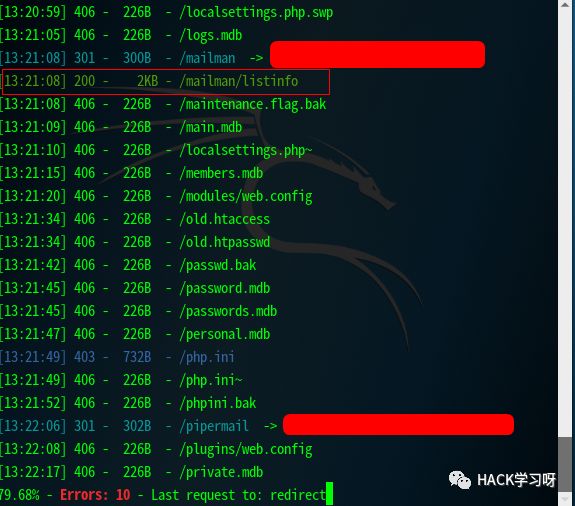 [13:20:59] 406 -  226B  - /localsettings.php.swp
[13:21:05] 406 -  226B  - /logs.mdb
[13:21:08] 301 -  300B  - /mailman  ->
[13:21:08] 200 -    2KB - /mailman/listinfo
[13:21:08] 406 -  226B  - /maintenance.flag.bak
[13:21:09] 406 -  226B  - /main.mdb
[13:21:10] 406 -  226B  - /localsettings.php~
[13:21:15] 406 -  226B  - /members.mdb
[13:21:20] 406 -  226B  - /modules/web.config
[13:21:34] 406 -  226B  - /old.htaccess
[13:21:34] 406 -  226B  - /old.htpasswd
[13:21:42] 406 -  226B  - /passwd.bak
[13:21:45] 406 -  226B  - /password.mdb
[13:21:45] 406 -  226B  - /passwords.mdb
[13:21:47] 406 -  226B  - /personal.mdb
[13:21:49] 403 -  732B  - /php.ini
[13:21:49] 406 -  226B  - /php.ini~
[13:21:52] 406 -  226B  - /phpini.bak
[13:22:06] 301 -  302B  - /pipermail  ->
[13:22:08] 406 -  226B  - /plugins/web.config
[13:22:17] 406 -  226B  - /private.mdb
79.68% - Errors: 10 - Last request to: redirect
HACK学习呀